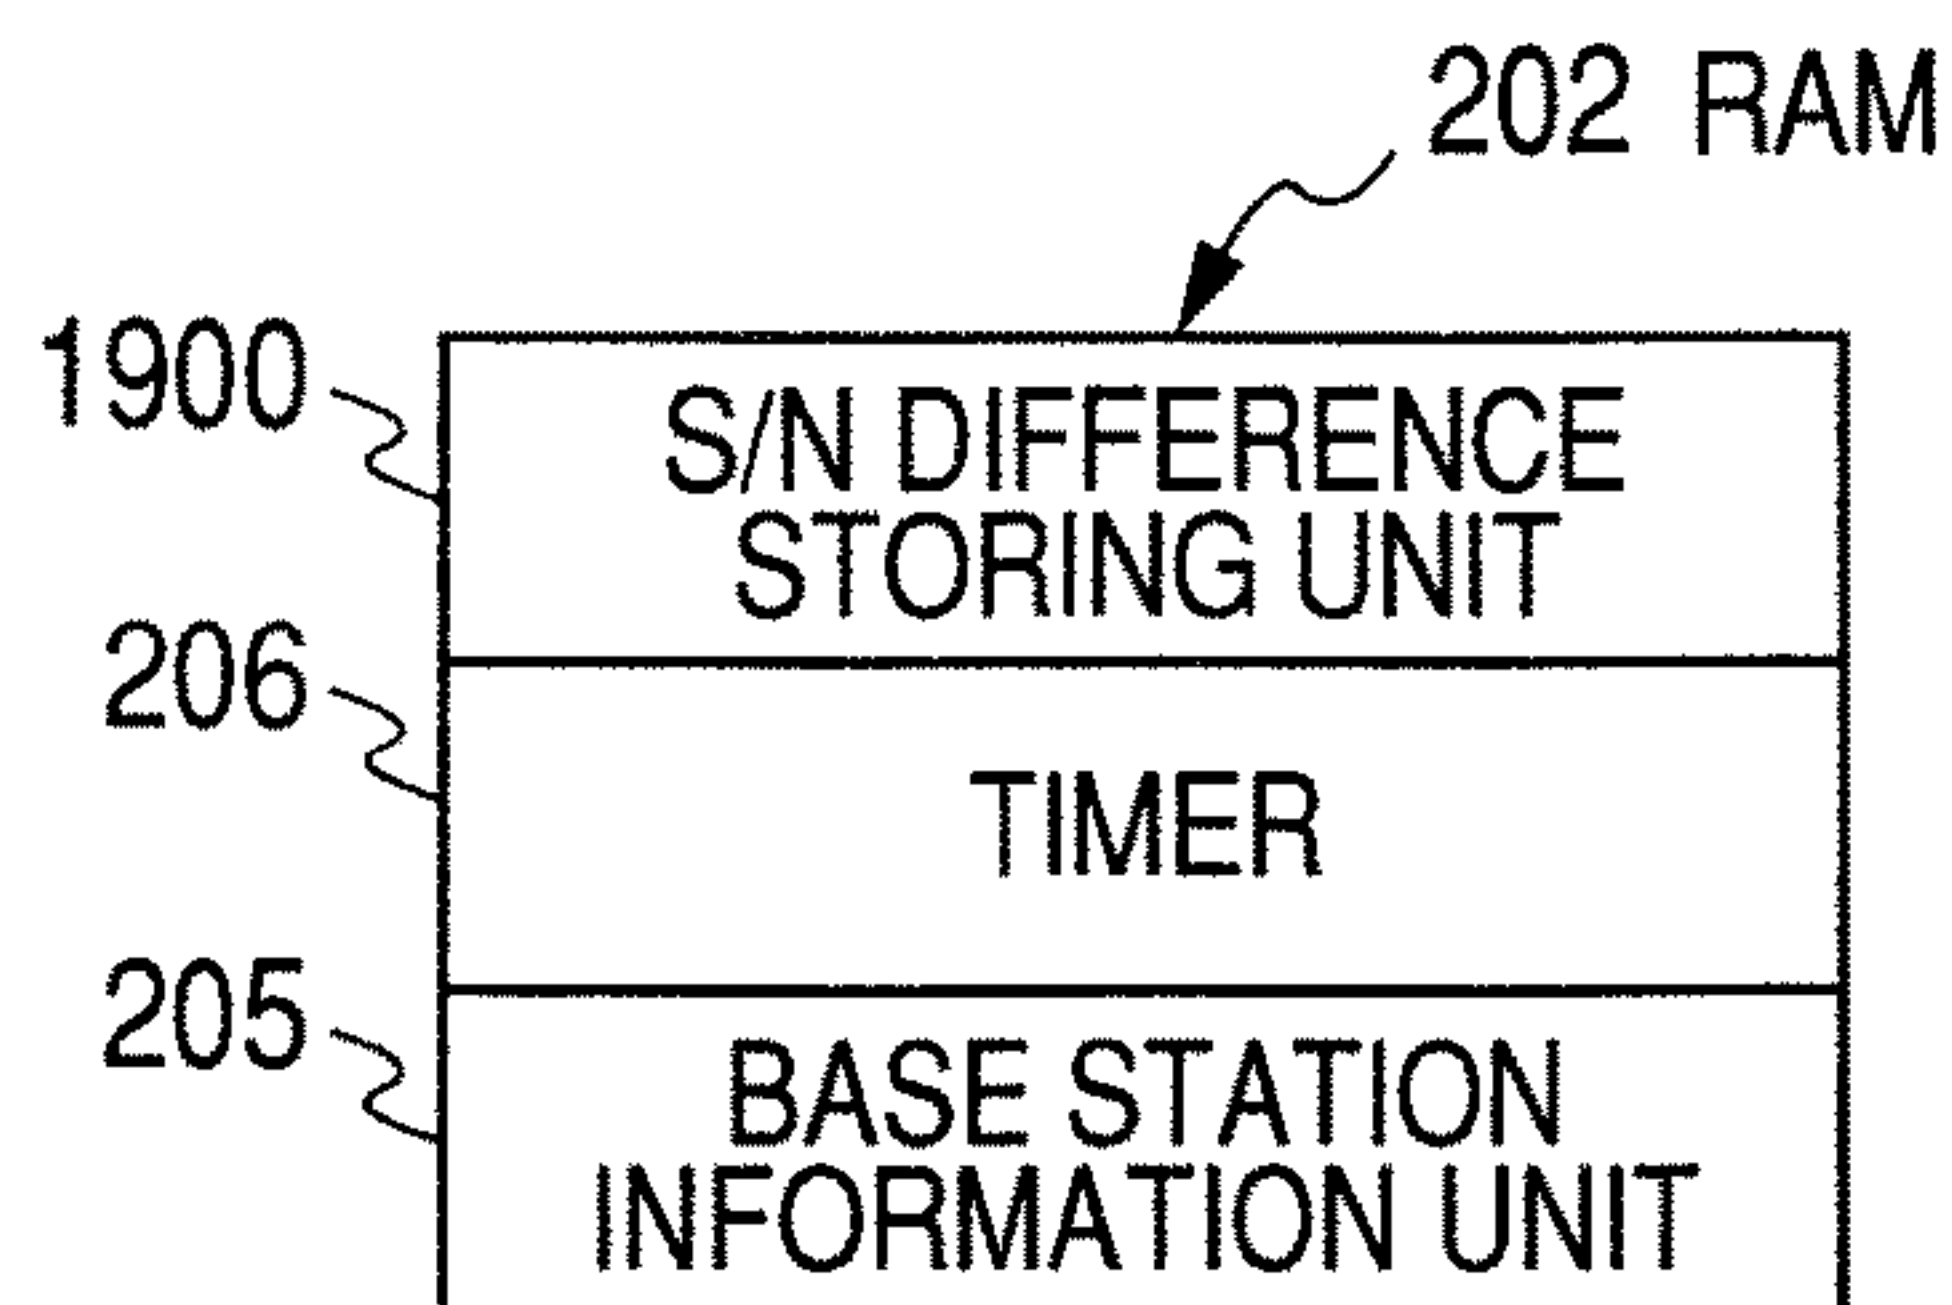 202 RAM
1900
S/N DIFFERENCE
STORING UNIT
206
TIMER
205
BASE STATION
INFORMATION UNIT